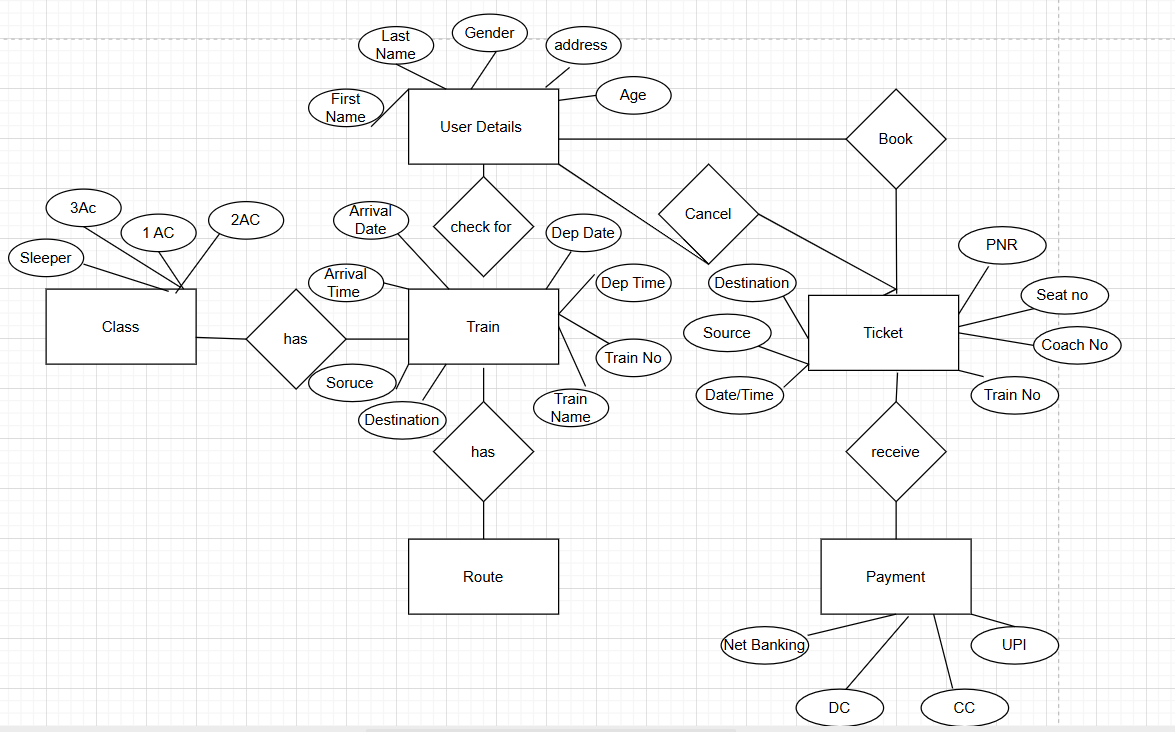 Last
Name
Gender
address
First
Name
Age
User Details
Book
3Ac
1 AC
2AC
Sleeper
Arrival
Date
check for
Dep Date
Cancel
PNR
Arrival
Time
Dep Time
Destination
Seat no
Class
has
Train
Train No
Source
Ticket
Coach No
Soruce
Destination
Train
Name
Date/Time
Train No
has
receive
Route
Payment
Net Banking
UPI
DC
CC